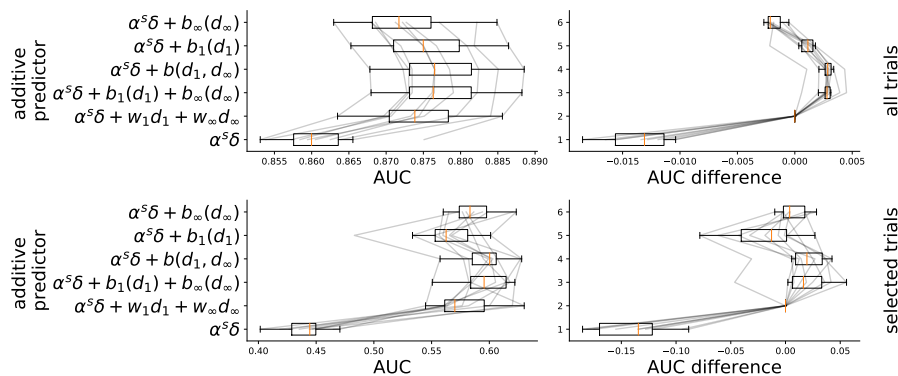 additive
predictor
α^sδ + b_∞(d_∞)
α^sδ + b_1(d_1)
α^sδ + b(d_1, d_∞)
α^sδ + b_1(d_1) + b_∞(d_∞)
α^sδ + w_1d_1 + w_∞d_∞
α^sδ
0.855 0.860 0.865 0.870 0.875 0.880 0.885 0.890
AUC
6
5
4
3
2
1
−0.015 −0.010 −0.005 0.000 0.005
AUC difference
all trials
additive
predictor
α^sδ + b_∞(d_∞)
α^sδ + b_1(d_1)
α^sδ + b(d_1, d_∞)
α^sδ + b_1(d_1) + b_∞(d_∞)
α^sδ + w_1d_1 + w_∞d_∞
α^sδ
0.40 0.45 0.50 0.55 0.60
AUC
6
5
4
3
2
1
−0.15 −0.10 −0.05 0.00 0.05
AUC difference
selected trials